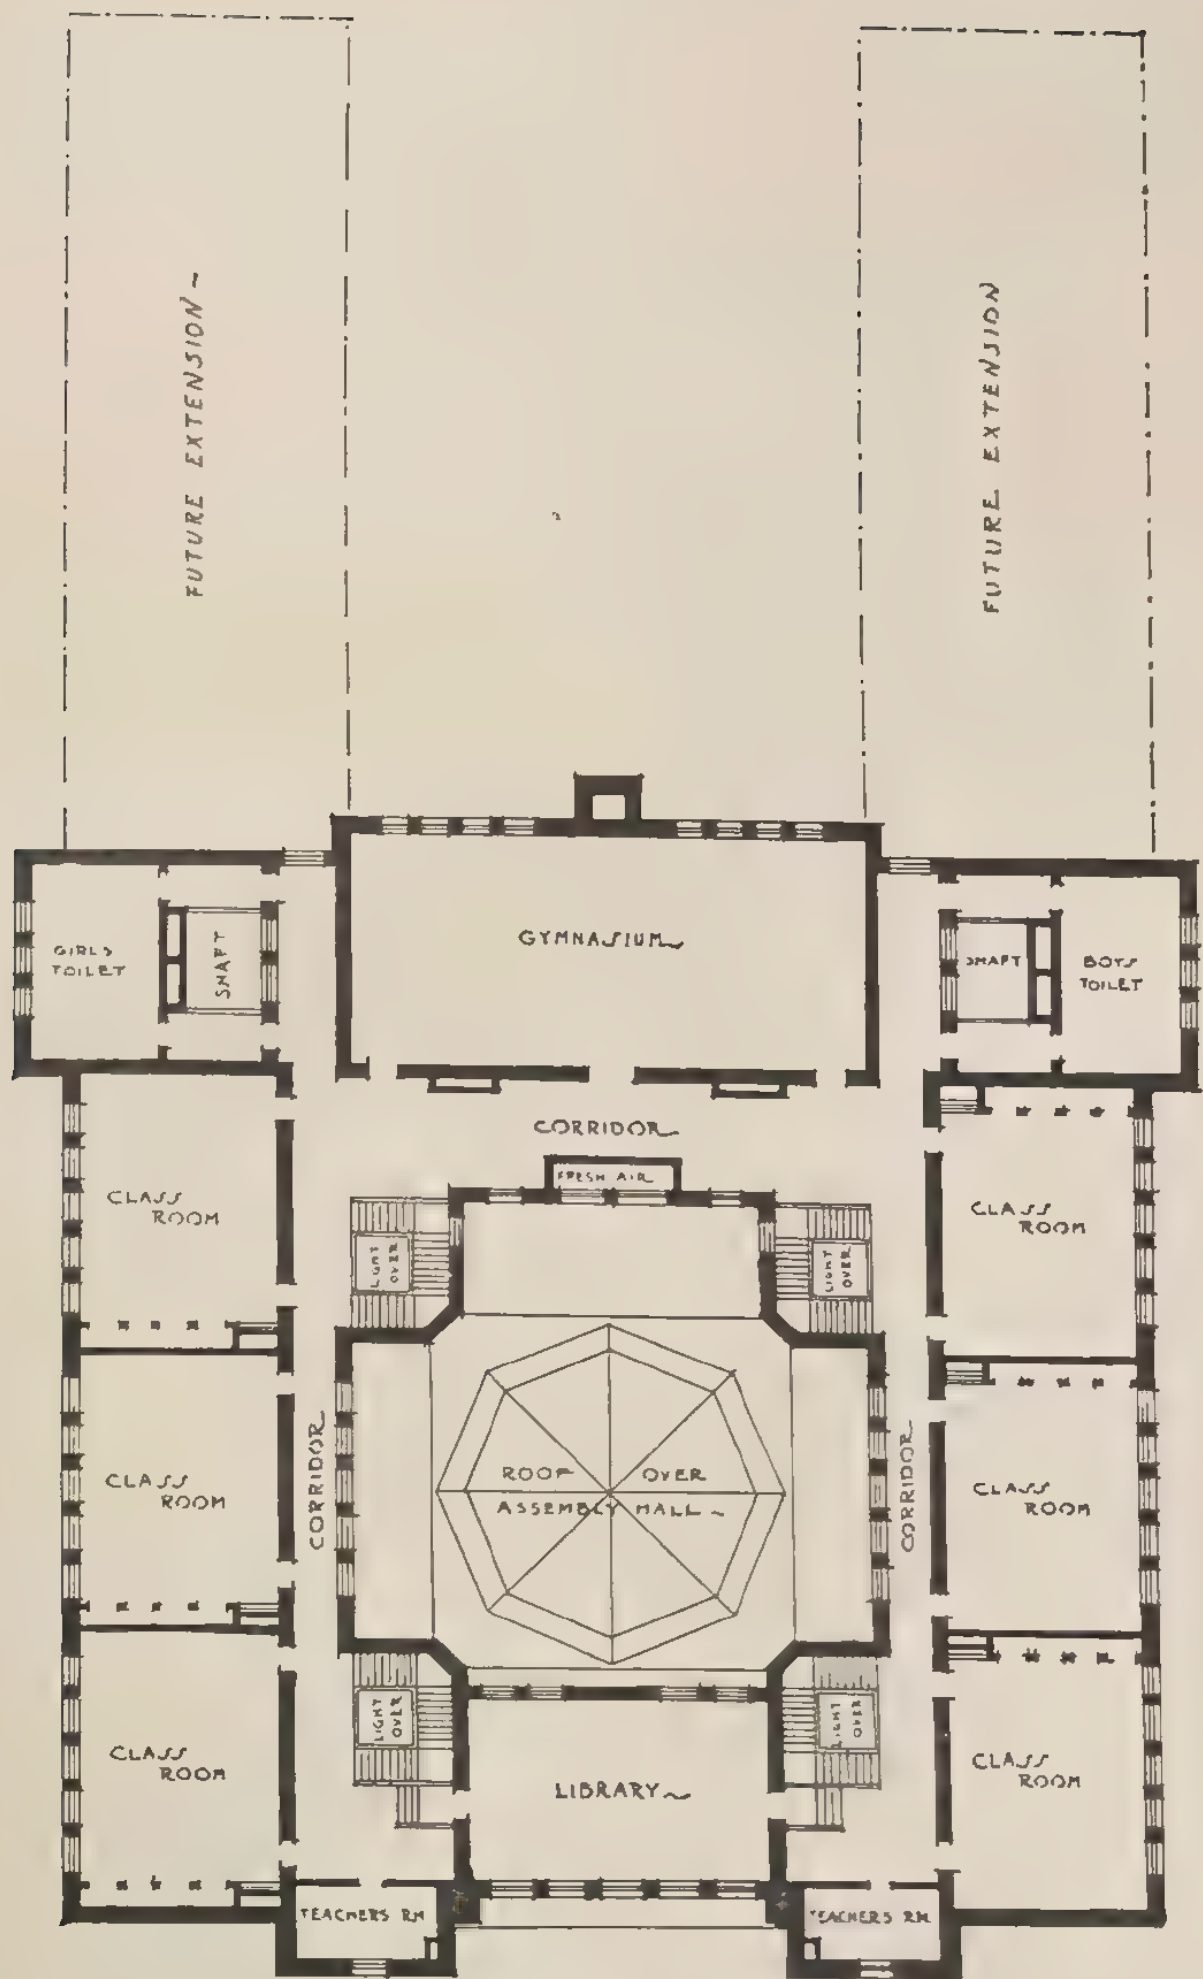 FUTURE EXTENSION
FUTURE EXTENSION
GYMNASIUM
GIRLS
TOILET
SHAFT
SHAFT
BOYS
TOILET
CORRIDOR
FRESH AIR
CLASS
ROOM
LIGHT
OVER
LIGHT
OVER
CLASS
ROOM
CORRIDOR
ROOF OVER
ASSEMBLY HALL
CORRIDOR
CLASS
ROOM
CLASS
ROOM
CLASS
ROOM
LIGHT
OVER
LIBRARY
LIGHT
OVER
CLASS
ROOM
TEACHERS RM
TEACHERS RM.